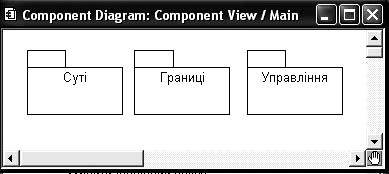 Component Diagram: Component View / Main
Суті Границі Управління